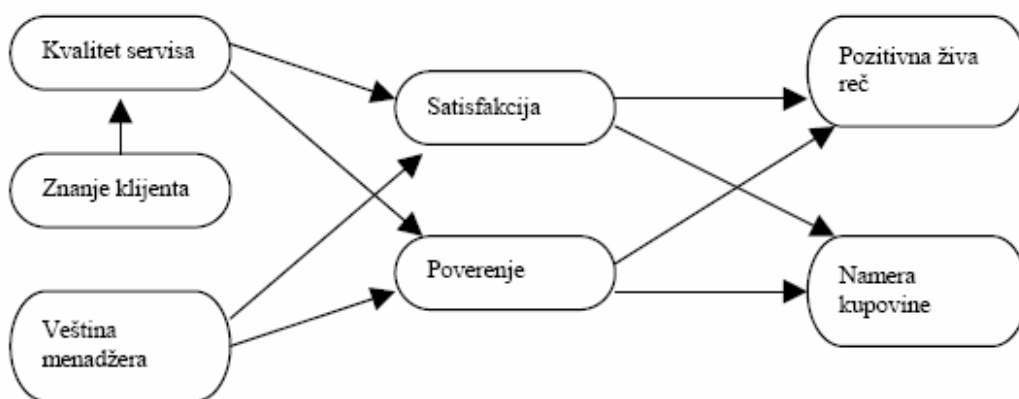 Kvalitet servisa
Znanje klijenta
Veština
menadžera
Satisfakcija
Poverenje
Pozitivna živa
reč
Namera
kupovine